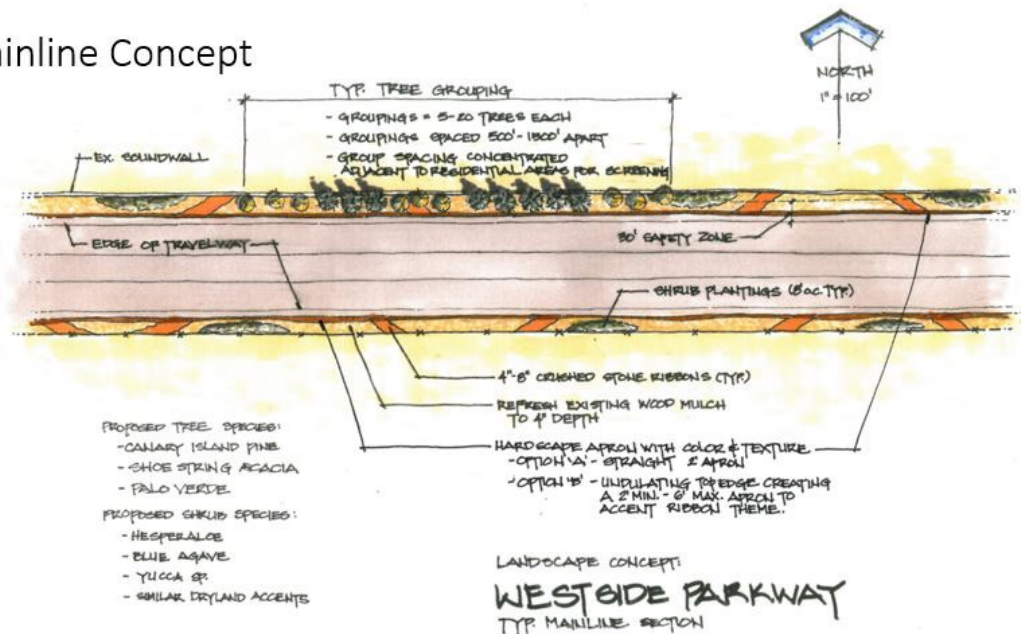 ainline Concept
NORTH
1" = 100'
TYP. TREE GROUPING
- GROUPINGS = 5-20 TREES EACH
- GROUPINGS SPACED 500'-1500' APART
- GROUP SPACING CONCENTRATED
ADJACENT TO RESIDENTIAL AREAS FOR SCREENING
EX. SOUNDWALL
EDGE OF TRAVELWAY
30' SAFETY ZONE
SHRUB PLANTINGS (8'oc. TYP.)
4"-8" CRUSHED STONE RIBBONS (TYP.)
REFRESH EXISTING WOOD MULCH
TO 4" DEPTH
HARDSCAPE APRON WITH COLOR & TEXTURE
- OPTION 'A' - STRAIGHT 2' APRON
- OPTION 'B' - UNDULATING TOP EDGE CREATING
A 2' MIN. - 6' MAX. APRON TO
ACCENT RIBBON THEME.
PROPOSED TREE SPECIES:
- CANARY ISLAND PINE
- SHOE STRING ACACIA
- PALO VERDE
PROPOSED SHRUB SPECIES:
- HESPERALOE
- BLUE AGAVE
- YUCCA SP.
- SIMILAR DRYLAND ACCENTS
LANDSCAPE CONCEPT:
WESTSIDE PARKWAY
TYP. MAINLINE SECTION